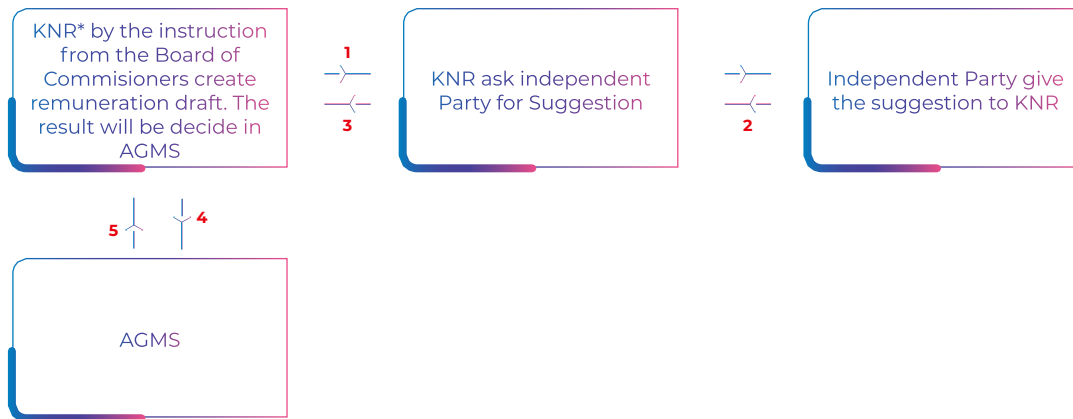 KNR* by the instruction
from the Board of
Commisioners create
remuneration draft. The
result will be decide in
AGMS
1
3
KNR ask independent
Party for Suggestion
2
Independent Party give
the suggestion to KNR
5
4
AGMS